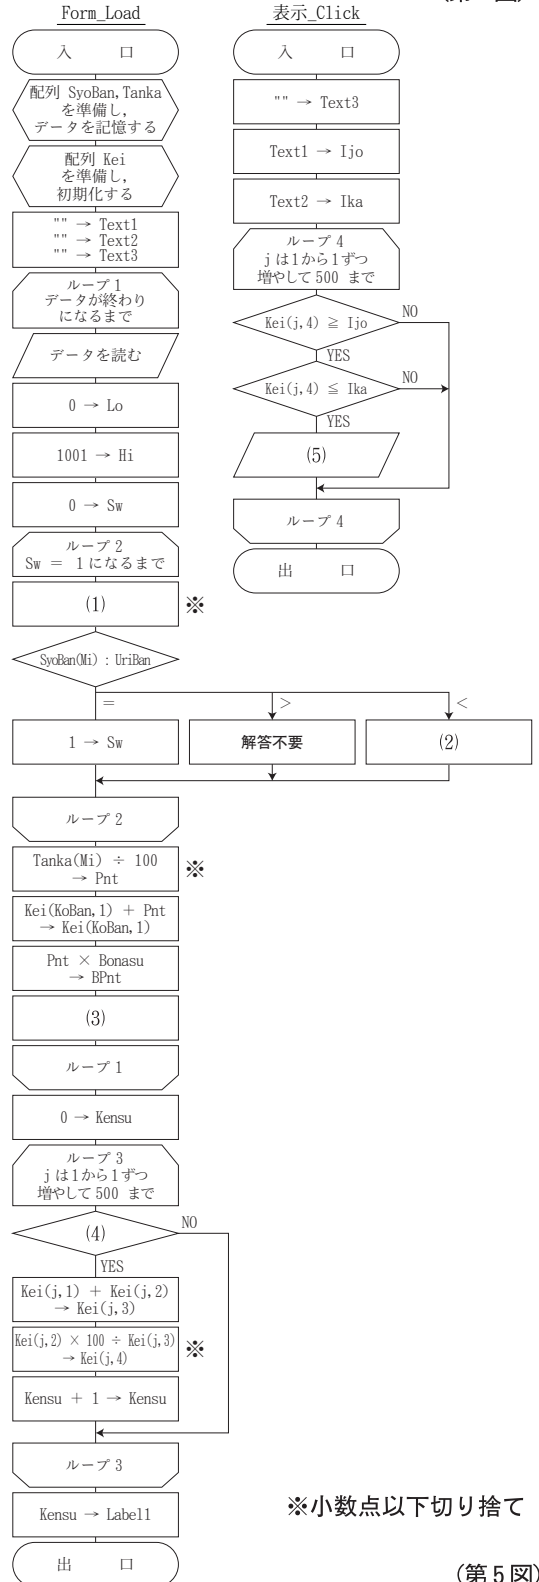 Form_Load
入 口
配列 SyoBan,Tanka
を準備し,
データを記憶する
配列 Kei
を準備し,
初期化する
"" → Text1
"" → Text2
"" → Text3
ループ1
データが終わり
になるまで
データを読む
0 → Lo
1001 → Hi
0 → Sw
ループ2
Sw = 1になるまで
(1)
※
SyoBan(Mi) : UriBan
=
>
<
1 → Sw
解答不要
(2)
ループ2
Tanka(Mi) ÷ 100
→ Pnt
※
Kei(KoBan,1) + Pnt
→ Kei(KoBan,1)
Pnt × Bonasu
→ BPnt
(3)
ループ1
0 → Kensu
ループ3
jは1から1ずつ
増やして500 まで
(4)
NO
YES
Kei(j,1) + Kei(j,2)
→ Kei(j,3)
Kei(j,2) × 100 ÷ Kei(j,3)
→ Kei(j,4)
※
Kensu + 1 → Kensu
ループ3
Kensu → Label1
出 口
表示_Click
入 口
"" → Text3
Text1 → Ijo
Text2 → Ika
ループ4
jは1から1ずつ
増やして500 まで
Kei(j,4) ≧ Ijo
NO
YES
Kei(j,4) ≦ Ika
NO
YES
(5)
ループ4
出 口
※小数点以下切り捨て
(第5図)